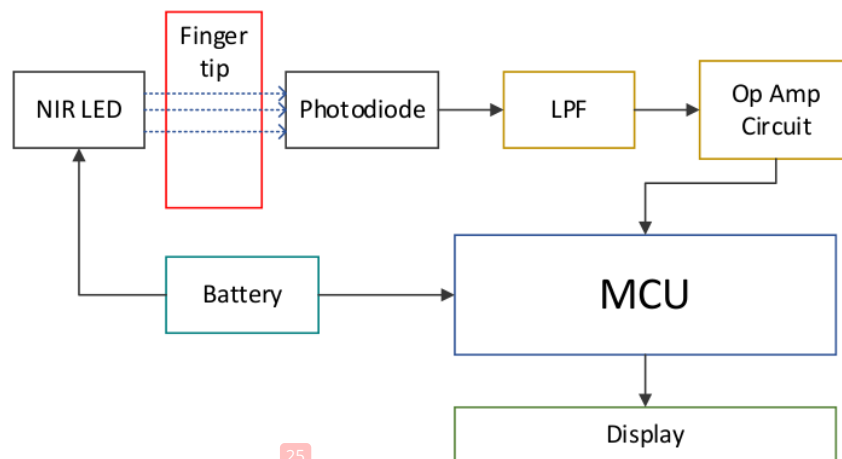 Finger
tip
NIR LED
Photodiode
LPF
Op Amp
Circuit
Battery
MCU
Display
25